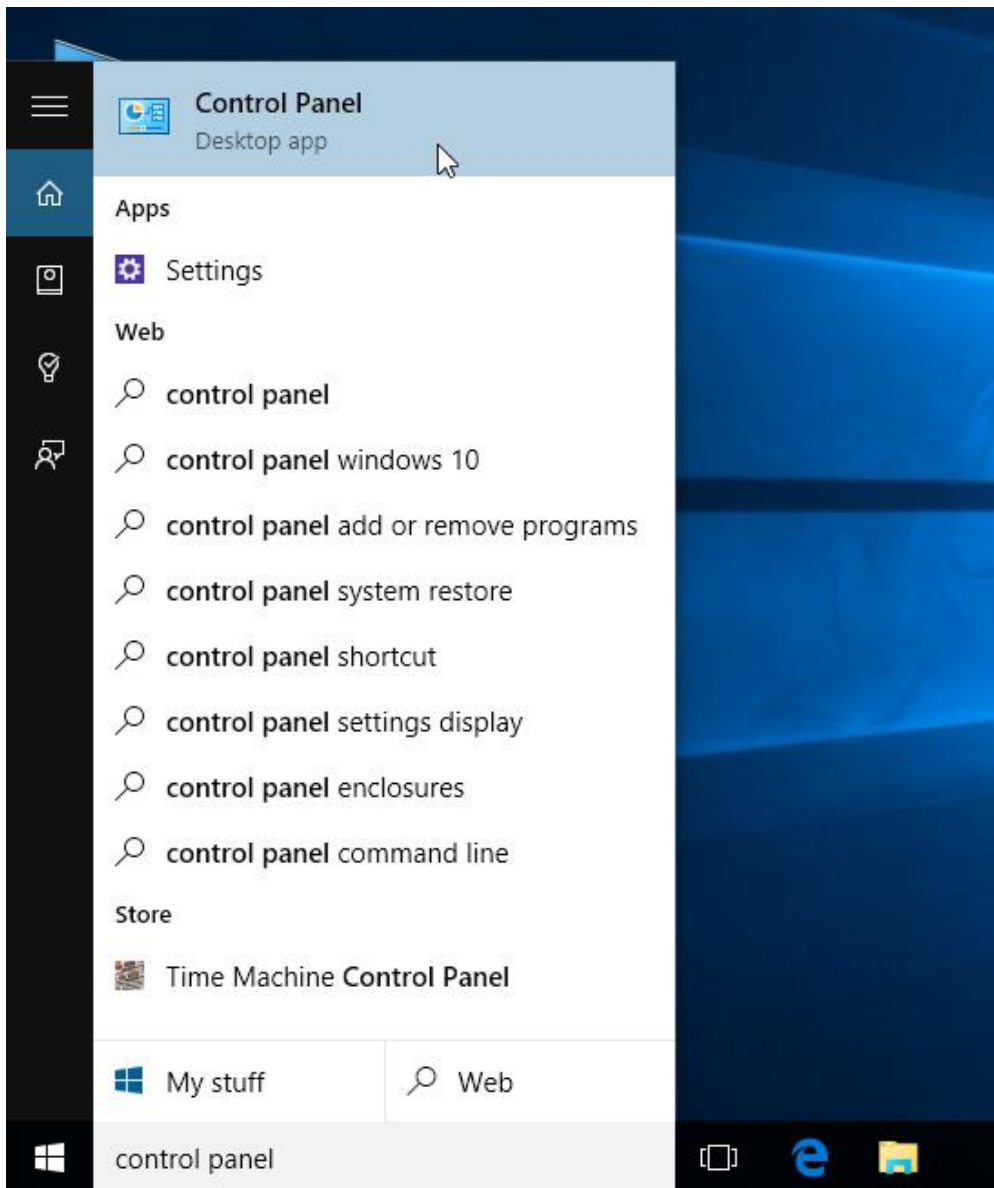 Control Panel
Desktop app
Apps
Settings
Web
control panel
control panel windows 10
control panel add or remove programs
control panel system restore
control panel shortcut
control panel settings display
control panel enclosures
control panel command line
Store
Time Machine Control Panel
My stuff
Web
control panel